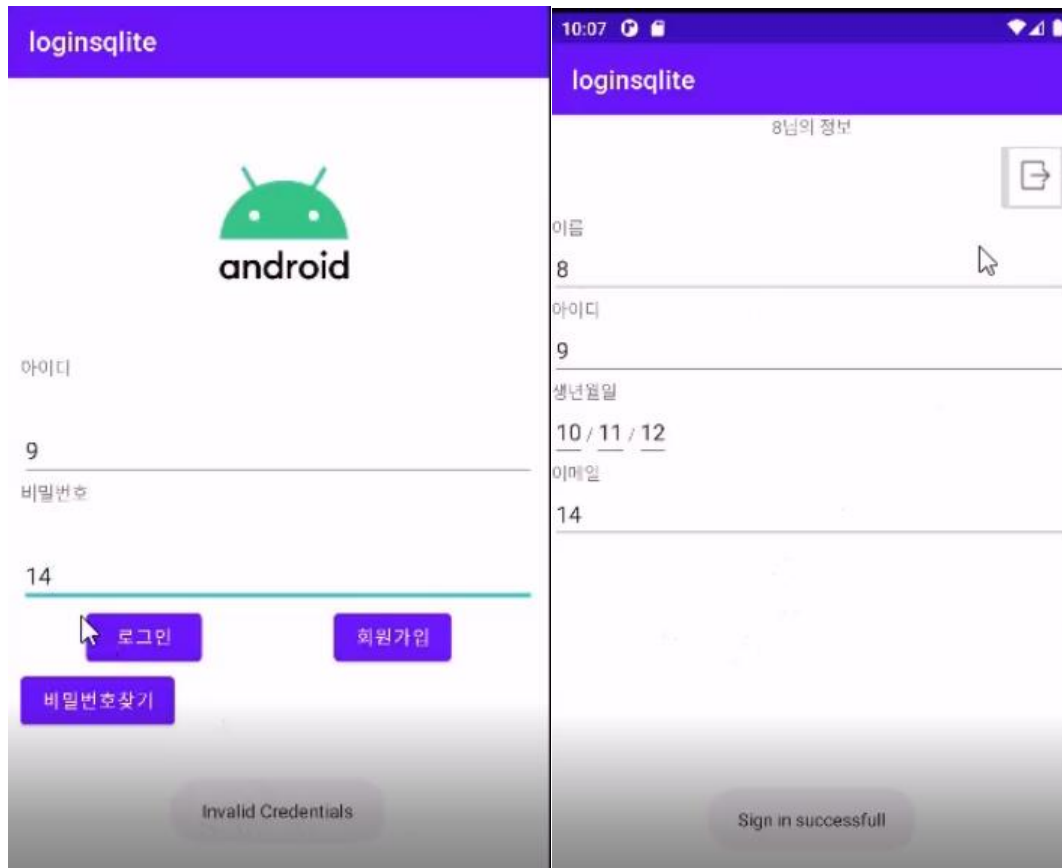 loginsqlite
android
아이디
9
비밀번호
14
로그인 회원가입
비밀번호찾기
Invalid Credentials
10:07
loginsqlite
8님의 정보
이름
8
아이디
9
생년월일
10 / 11 / 12
이메일
14
Sign in successfull